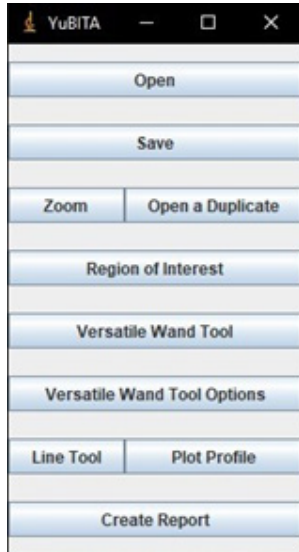 YuBITA
Open
Save
Zoom Open a Duplicate
Region of Interest
Versatile Wand Tool
Versatile Wand Tool Options
Line Tool Plot Profile
Create Report